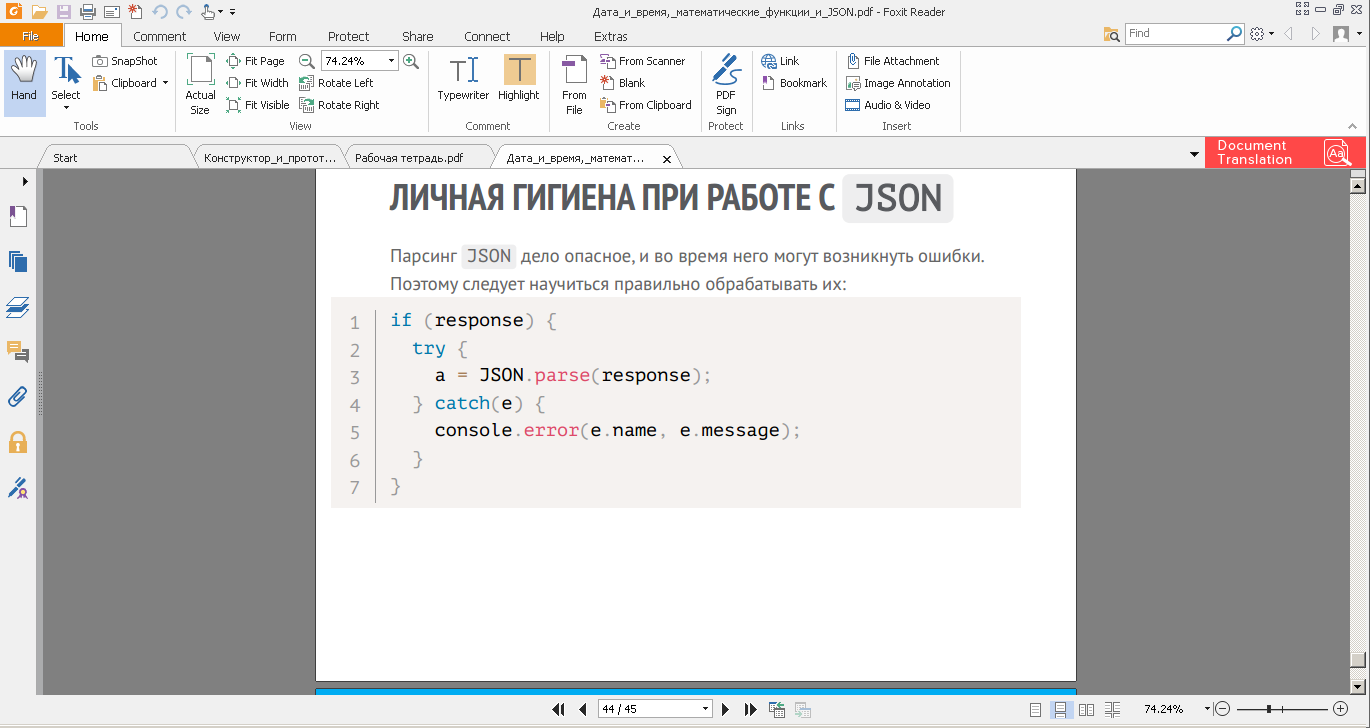 Дата_и_время,_математические_функции_и_JSON.pdf - Foxit Reader
File Home Comment View Form Protect Share Connect Help Extras Find
Hand
Select
SnapShot
Clipboard
Tools
Actual Size
Fit Page
Fit Width
Fit Visible
74.24%
Rotate Left
Rotate Right
View
Typewriter
Highlight
Comment
From File
From Scanner
Blank
From Clipboard
Create
PDF Sign
Protect
Link
Bookmark
Links
File Attachment
Image Annotation
Audio & Video
Insert
Start Конструктор_и_протот... Рабочая тетрадь.pdf Дата_и_время,_математ...
Document
Translation
Aa
ЛИЧНАЯ ГИГИЕНА ПРИ РАБОТЕ С JSON
Парсинг JSON дело опасное, и во время него могут возникнуть ошибки.
Поэтому следует научиться правильно обрабатывать их:
1 if (response) {
2 try {
3 a = JSON.parse(response);
4 } catch(e) {
5 console.error(e.name, e.message);
6 }
7 }
44 / 45 74.24%